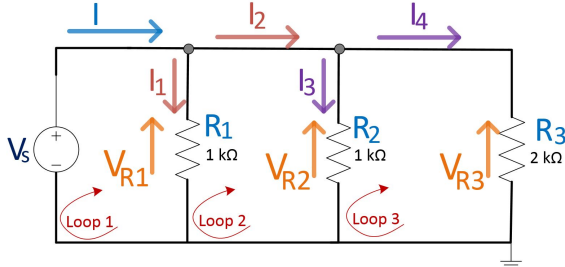 I
I2
I4
I1
I3
Vs
+
−
VR1
R1
1 kΩ
VR2
R2
1 kΩ
VR3
R3
2 kΩ
Loop 1
Loop 2
Loop 3